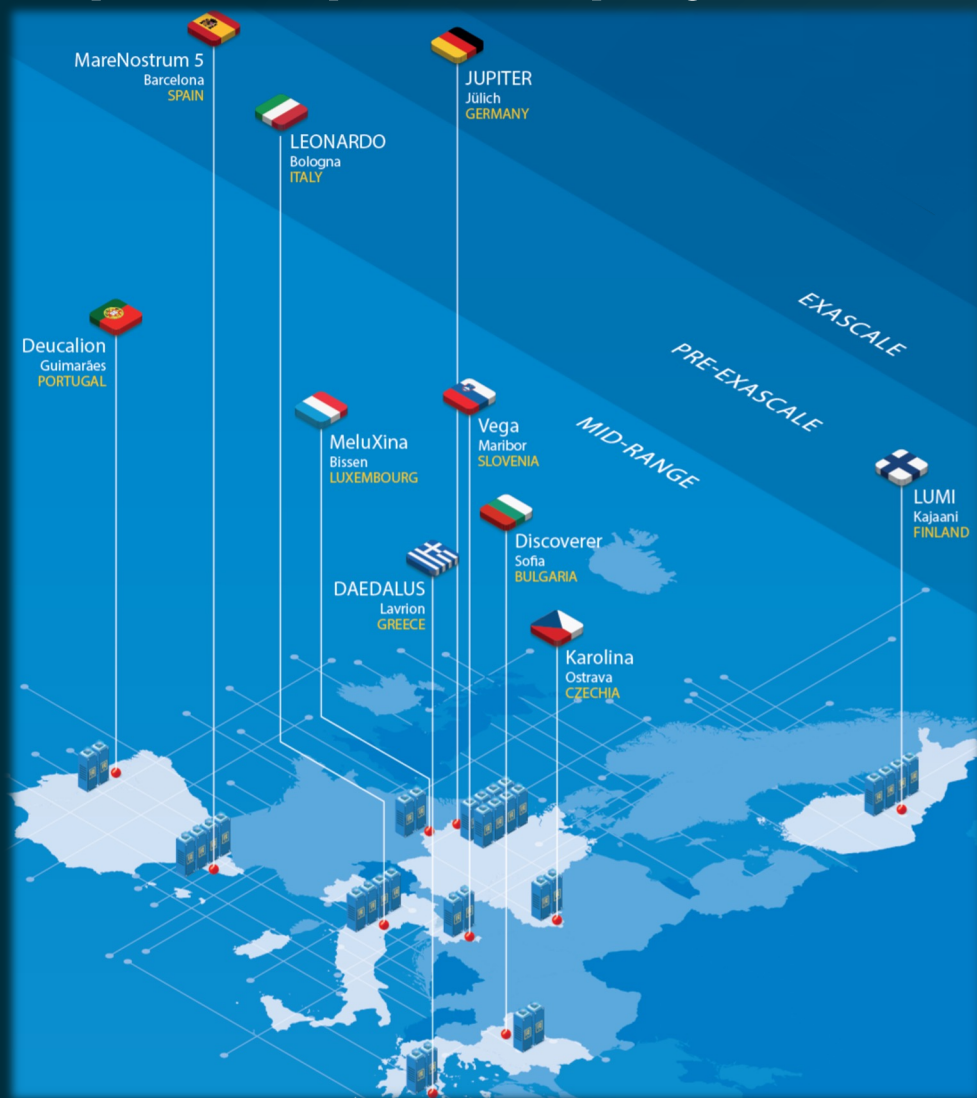 MareNostrum 5
Barcelona
SPAIN
JUPITER
Jülich
GERMANY
LEONARDO
Bologna
ITALY
EXASCALE
PRE-EXASCALE
MID-RANGE
Deucalion
Guimarães
PORTUGAL
MeluXina
Bissen
LUXEMBOURG
Vega
Maribor
SLOVENIA
LUMI
Kajaani
FINLAND
Discoverer
Sofia
BULGARIA
DAEDALUS
Lavrion
GREECE
Karolina
Ostrava
CZECHIA